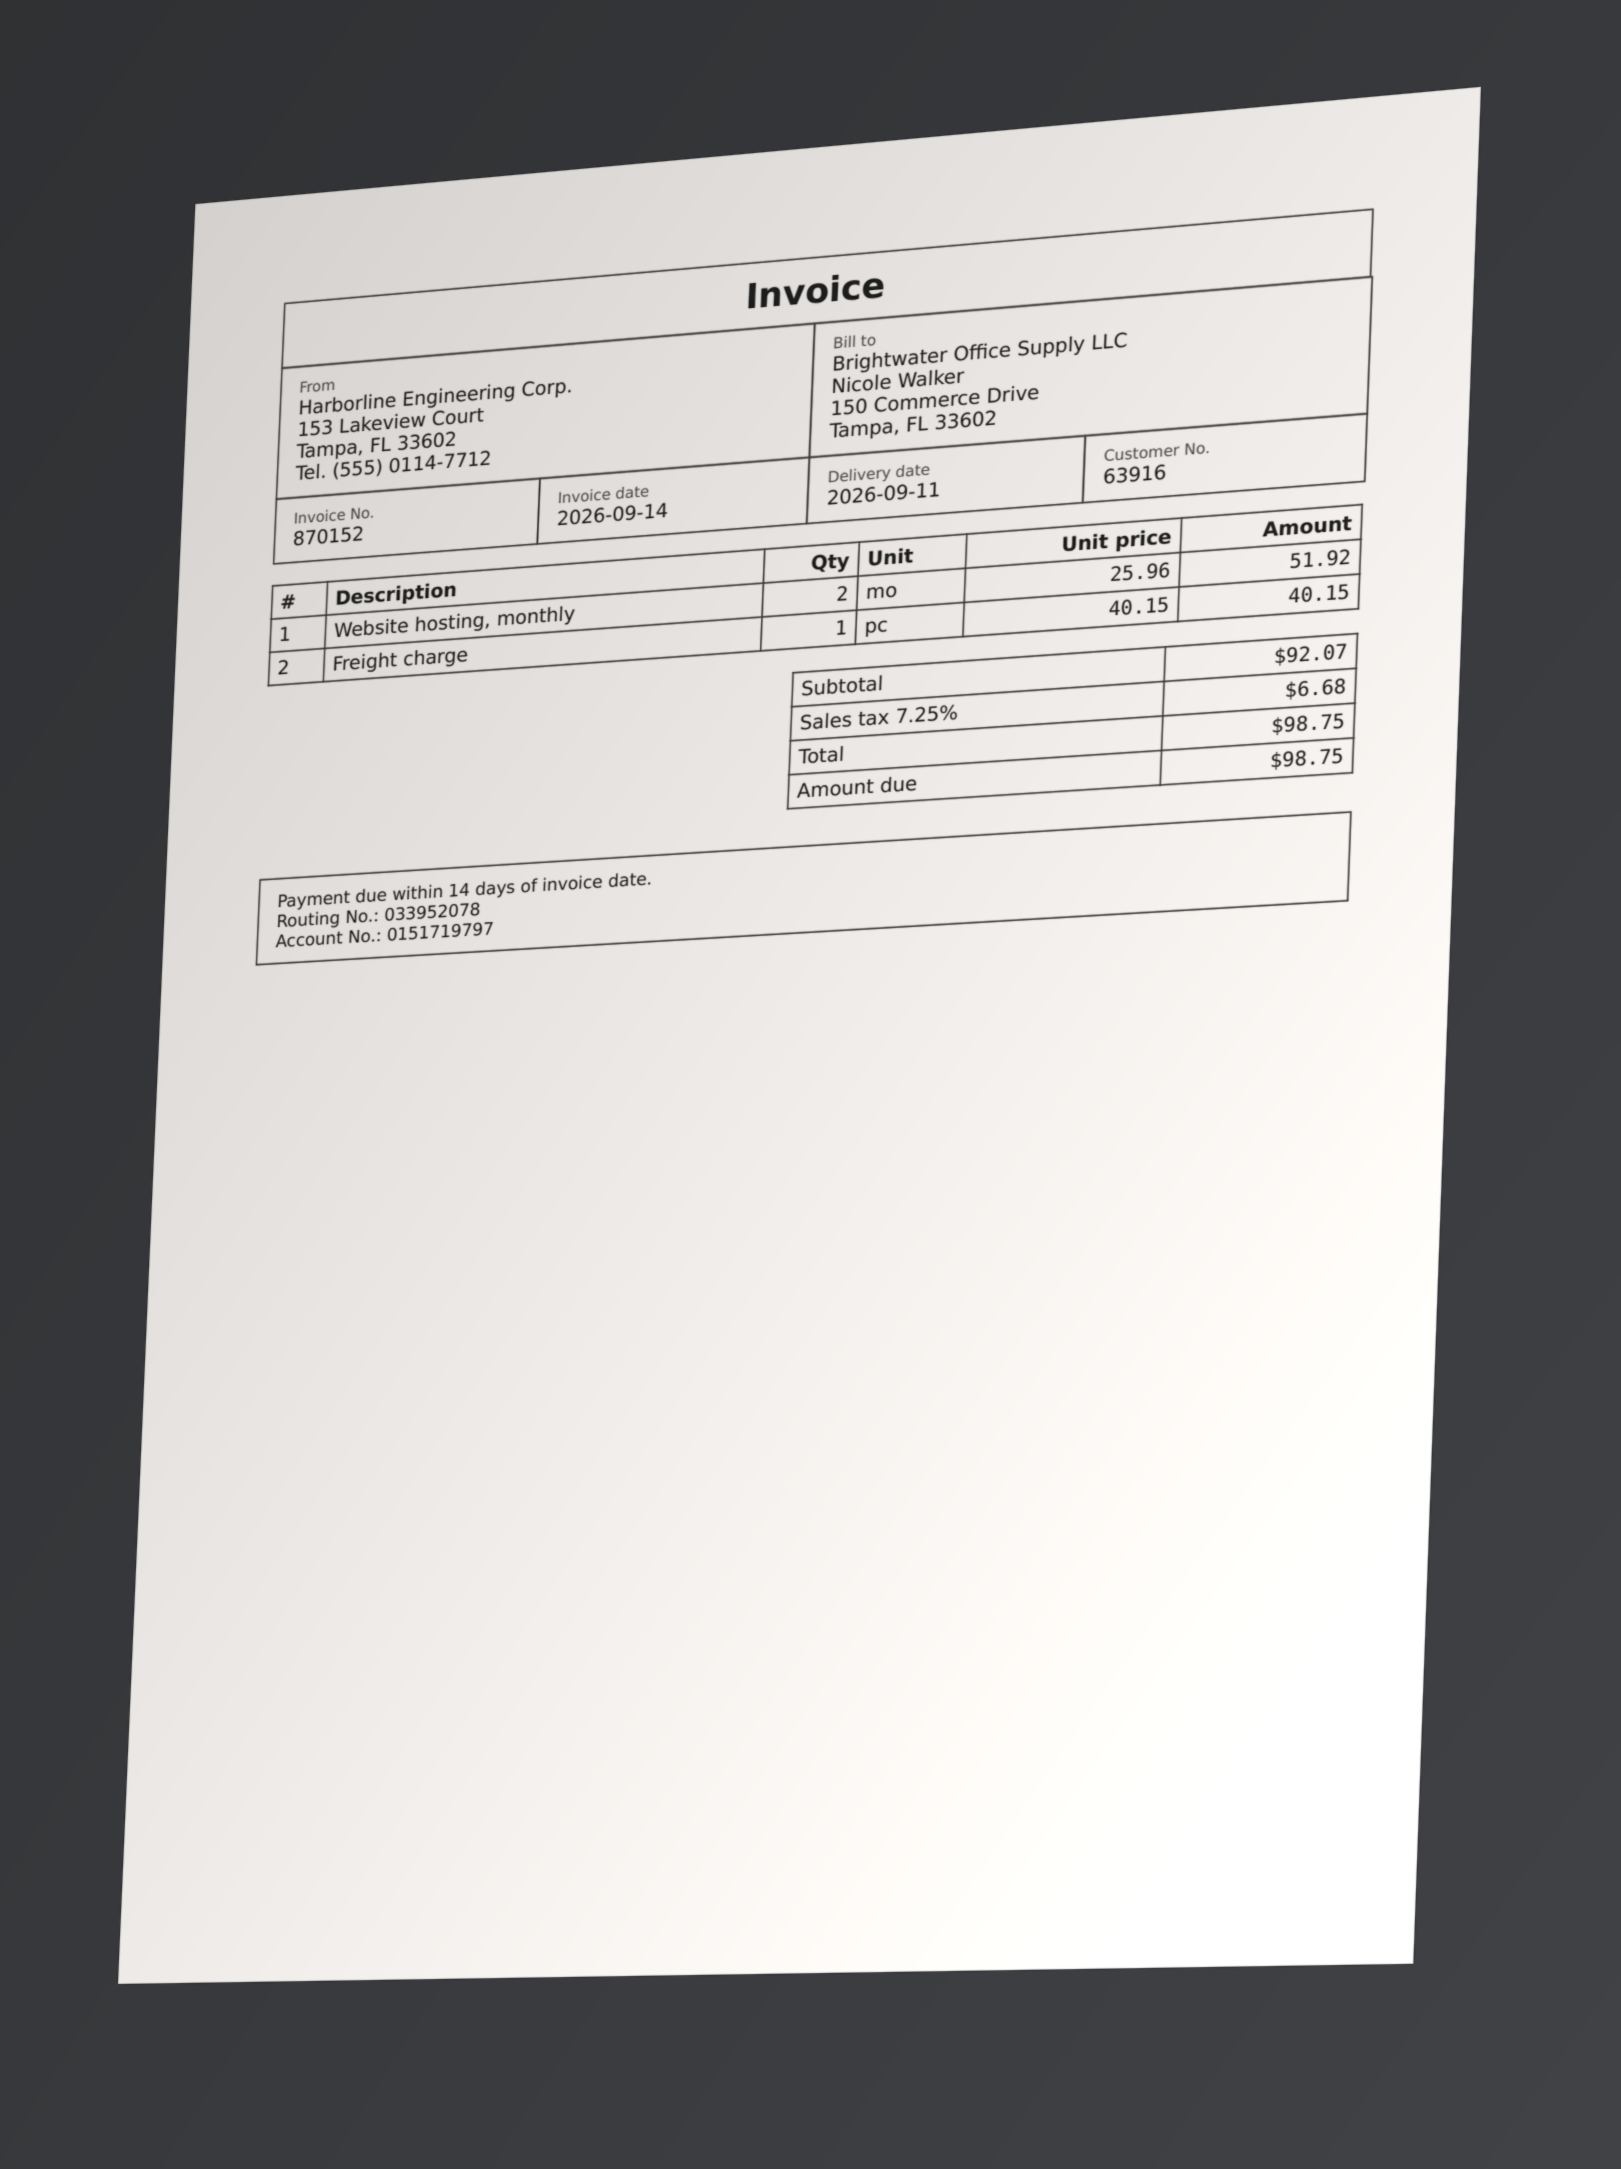 Invoice
From
Harborline Engineering Corp.
153 Lakeview Court
Tampa, FL 33602
Tel. (555) 0114-7712
Bill to
Brightwater Office Supply LLC
Nicole Walker
150 Commerce Drive
Tampa, FL 33602
Invoice No.
870152
Invoice date
2026-09-14
Delivery date
2026-09-11
Customer No.
63916
# Description Qty Unit Unit price Amount
1 Website hosting, monthly 2 mo 25.96 51.92
2 Freight charge 1 pc 40.15 40.15
Subtotal $92.07
Sales tax 7.25% $6.68
Total $98.75
Amount due $98.75
Payment due within 14 days of invoice date.
Routing No.: 033952078
Account No.: 0151719797